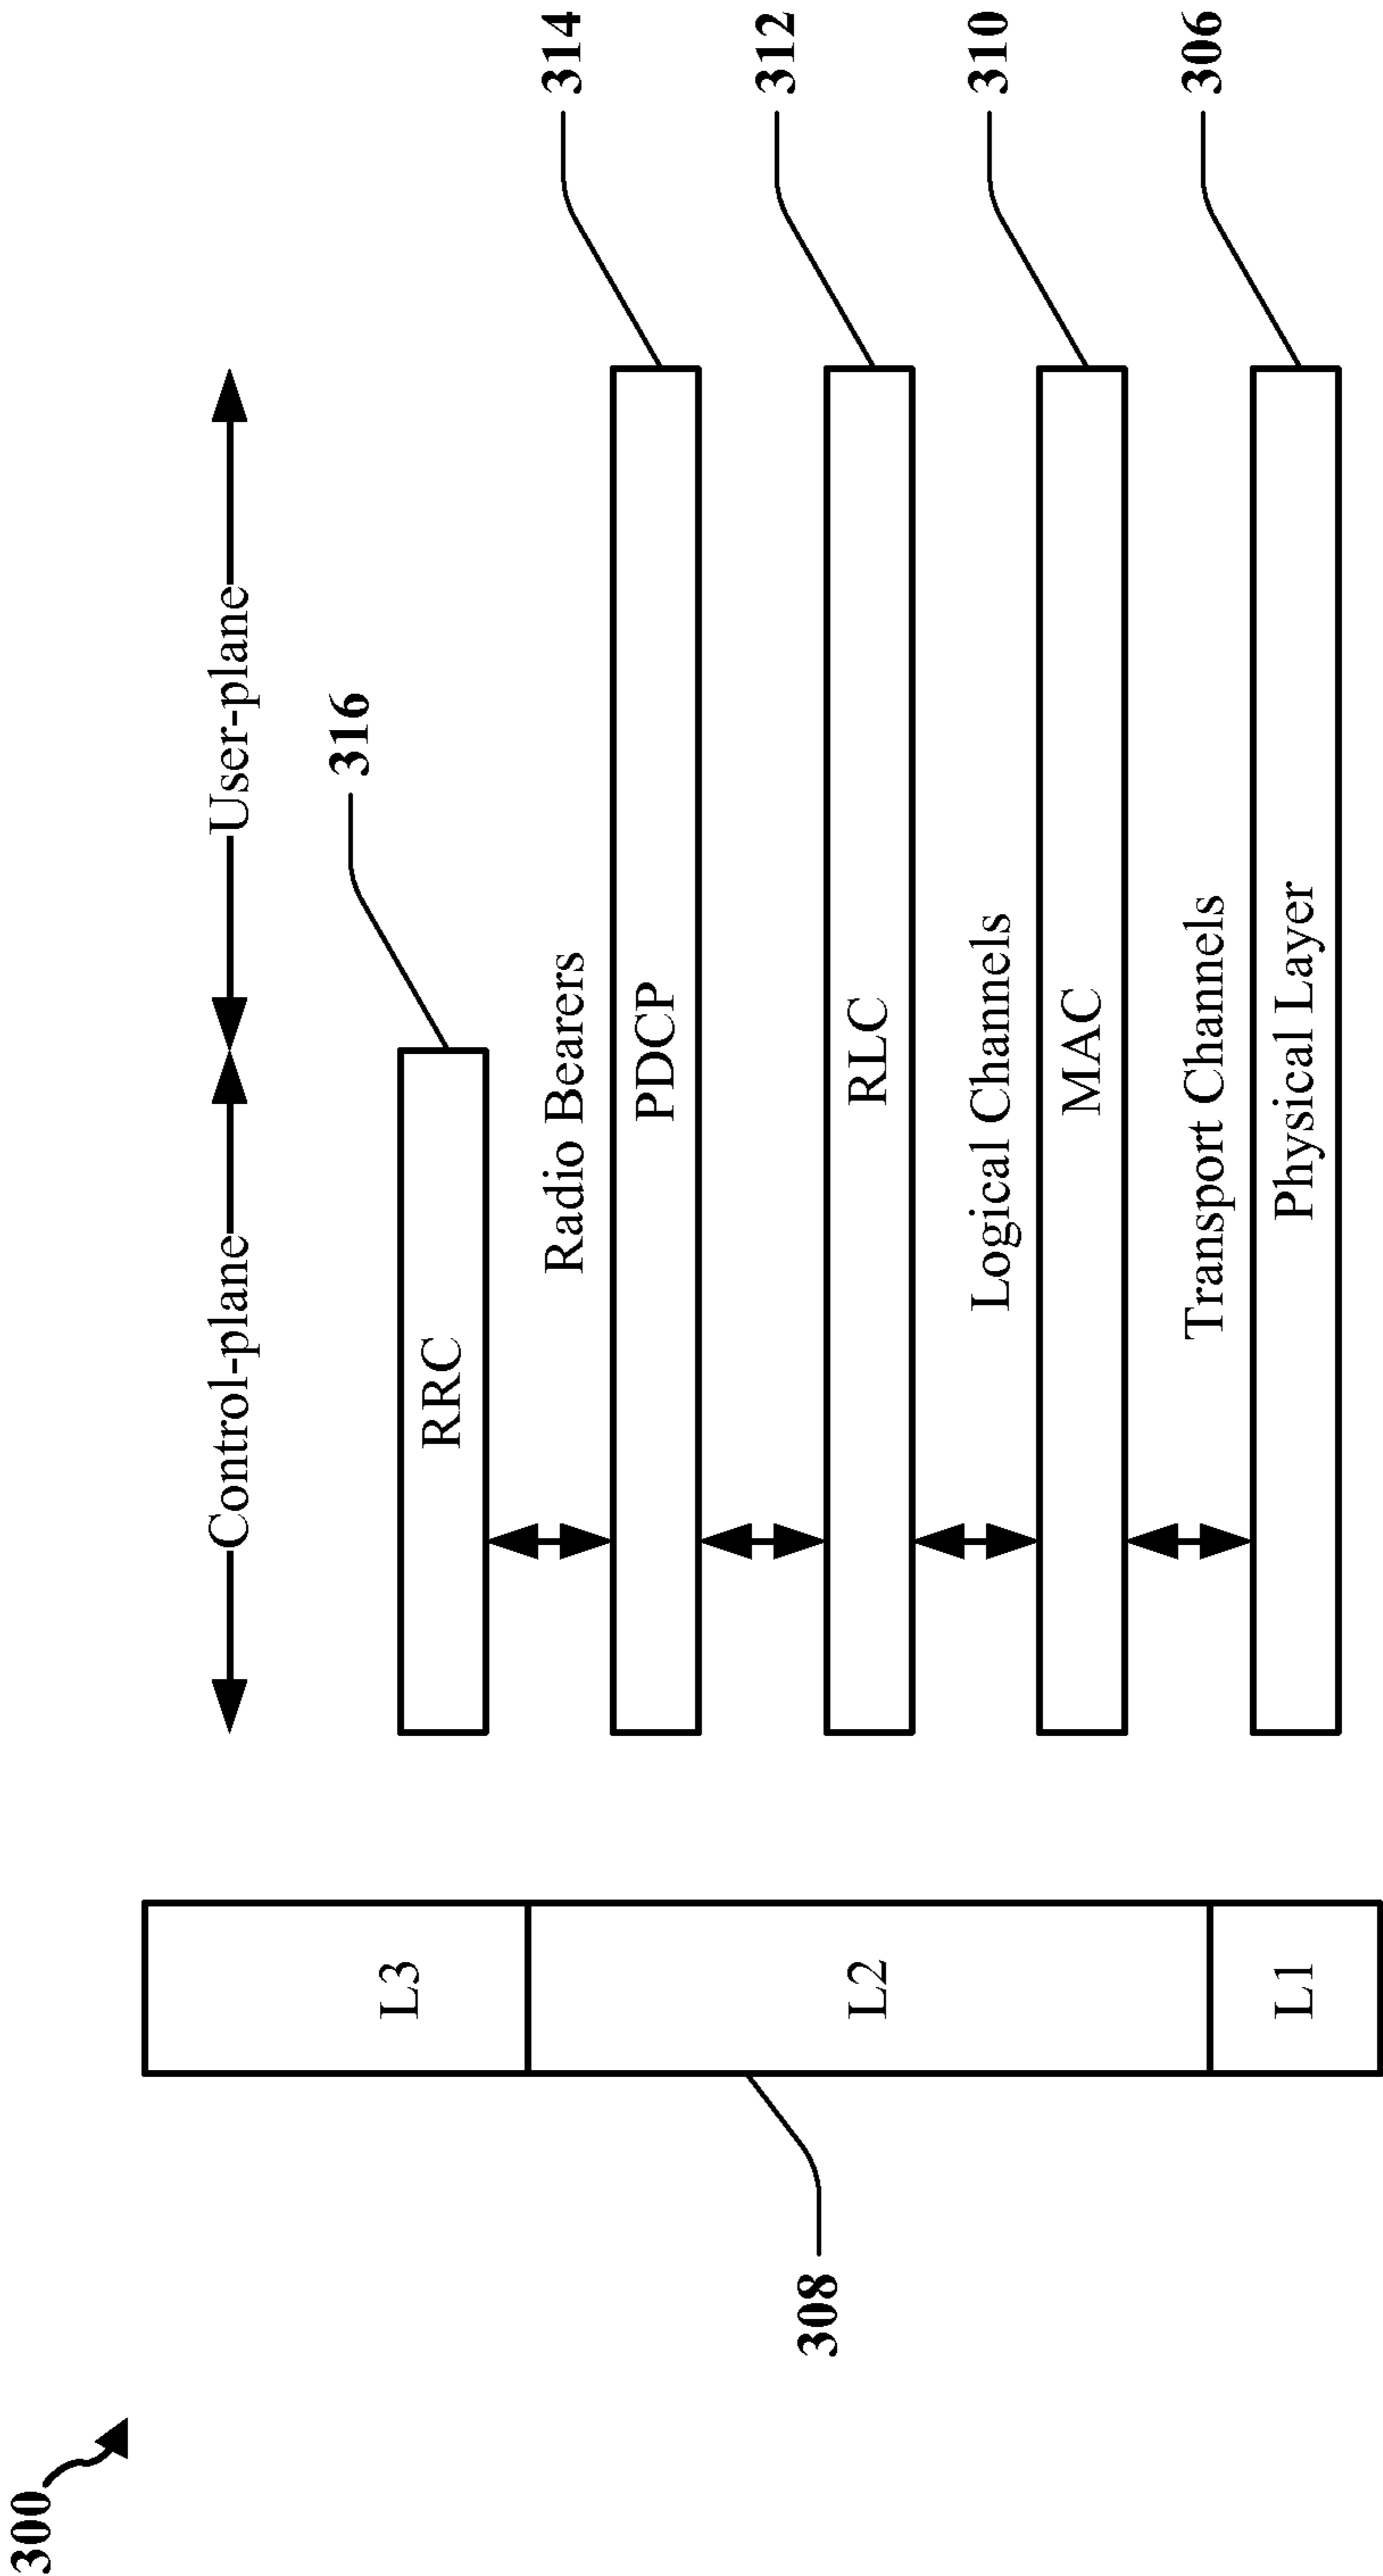 300
Control-plane
User-plane
316
L3
RRC
Radio Bearers
314
PDCP
308
L2
312
RLC
Logical Channels
310
MAC
Transport Channels
306
L1
Physical Layer